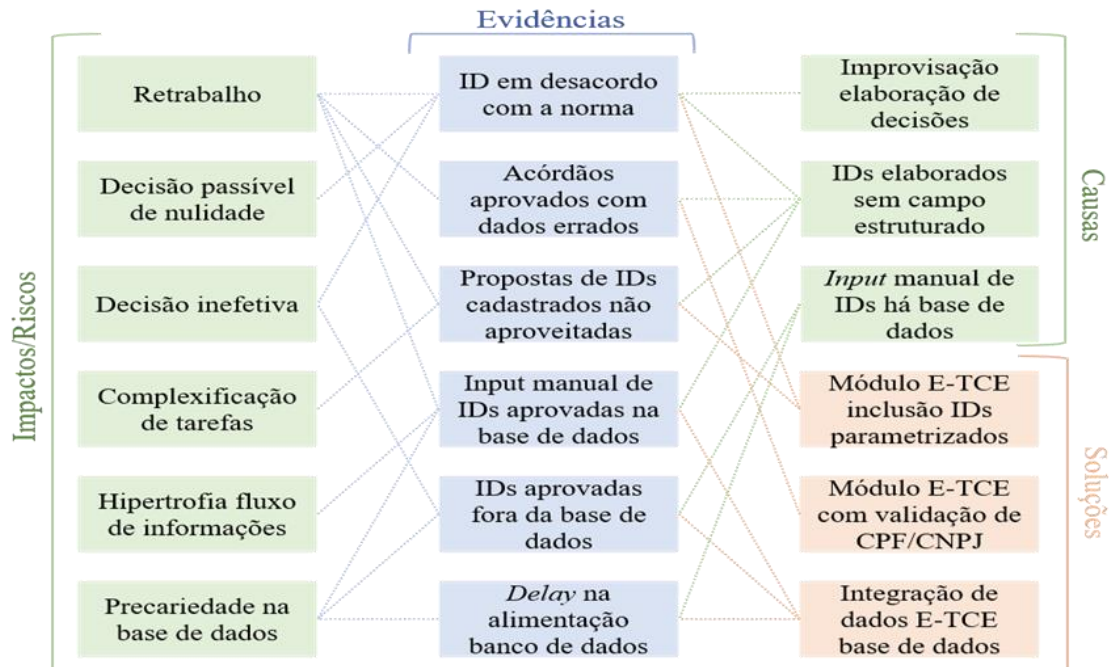 Evidências
Impactos/Riscos
Retrabalho
Decisão passível
de nulidade
Decisão inefetiva
Complexificação
de tarefas
Hipertrofia fluxo
de informações
Precariedade na
base de dados
ID em desacordo
com a norma
Acórdãos
aprovados com
dados errados
Propostas de IDs
cadastrados não
aproveitadas
Input manual de
IDs aprovadas na
base de dados
IDs aprovadas
fora da base de
dados
Delay na
alimentação
banco de dados
Improvisação
elaboração de
decisões
IDs elaborados
sem campo
estruturado
Input manual de
IDs há base de
dados
Causas
Módulo E-TCE
inclusão IDs
parametrizados
Módulo E-TCE
com validação de
CPF/CNPJ
Integração de
dados E-TCE
base de dados
Soluções